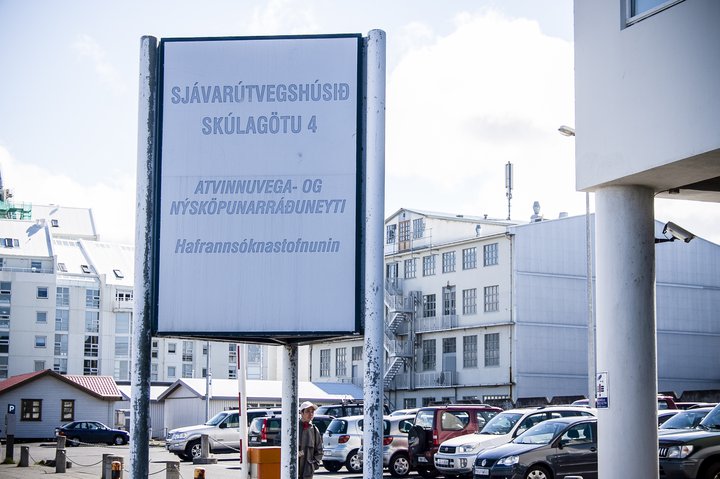 SJÁVARÚTVEGSHÚSIÐ
SKÚLAGÖTU 4
ATVINNUVEGA- OG
NÝSKÖPUNARRÁÐUNEYTI
Hafrannsóknastofnunin
P